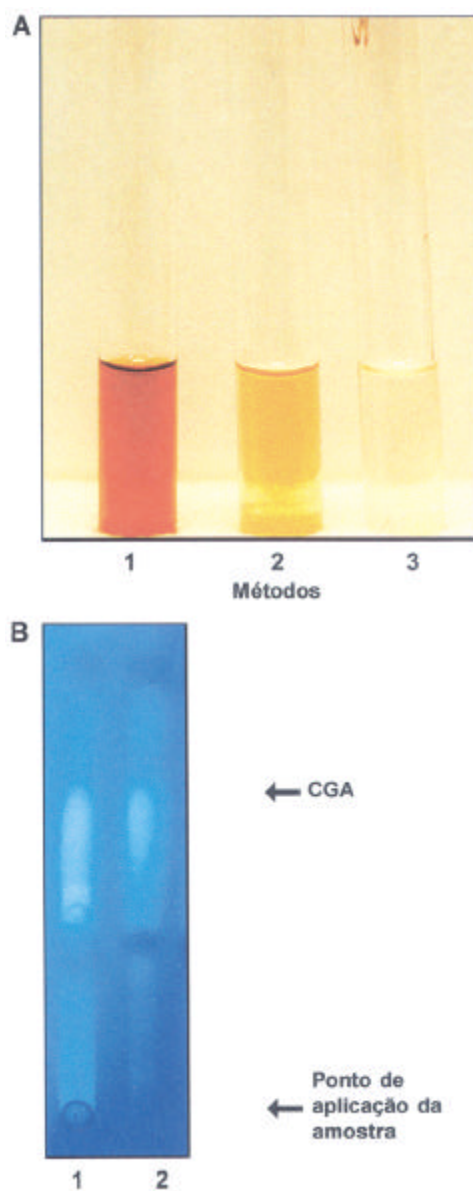 A
1 2 3
Métodos
B
CGA
Ponto de
aplicação da
amostra
1 2